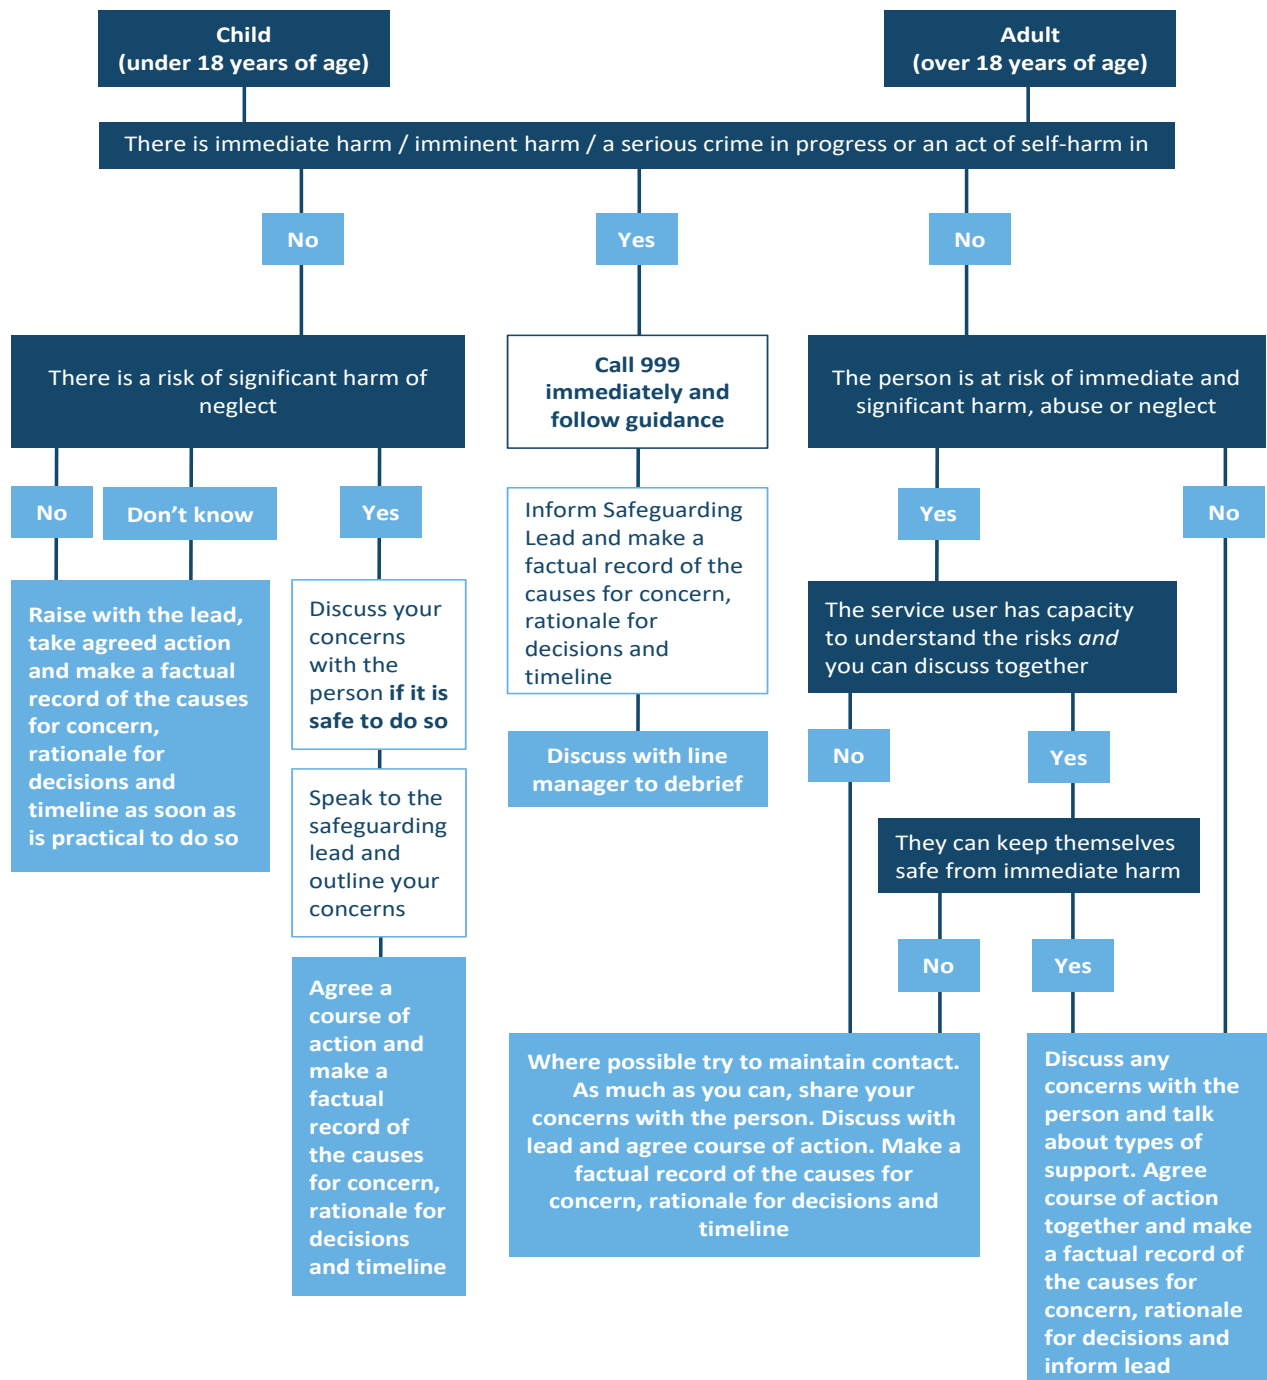 Child
(under 18 years of age)
Adult
(over 18 years of age)
There is immediate harm / imminent harm / a serious crime in progress or an act of self-harm in
No
Yes
No
There is a risk of significant harm of
neglect
Call 999
immediately and
follow guidance
The person is at risk of immediate and
significant harm, abuse or neglect
No
Don’t know
Yes
Inform Safeguarding
Lead and make a
factual record of the
causes for concern,
rationale for
decisions and
timeline
Yes
No
Raise with the lead,
take agreed action
and make a factual
record of the causes
for concern,
rationale for
decisions and
timeline as soon as
is practical to do so
Discuss your
concerns
with the
person if it is
safe to do so
The service user has capacity
to understand the risks and
you can discuss together
Discuss with line
manager to debrief
No
Yes
Speak to the
safeguarding
lead and
outline your
concerns
They can keep themselves
safe from immediate harm
No
Yes
Agree a
course of
action and
make a
factual
record of
the causes
for concern,
rationale for
decisions
and timeline
Where possible try to maintain contact.
As much as you can, share your
concerns with the person. Discuss with
lead and agree course of action. Make a
factual record of the causes for
concern, rationale for decisions and
timeline
Discuss any
concerns with the
person and talk
about types of
support. Agree
course of action
together and make
a factual record of
the causes for
concern, rationale
for decisions and
inform lead